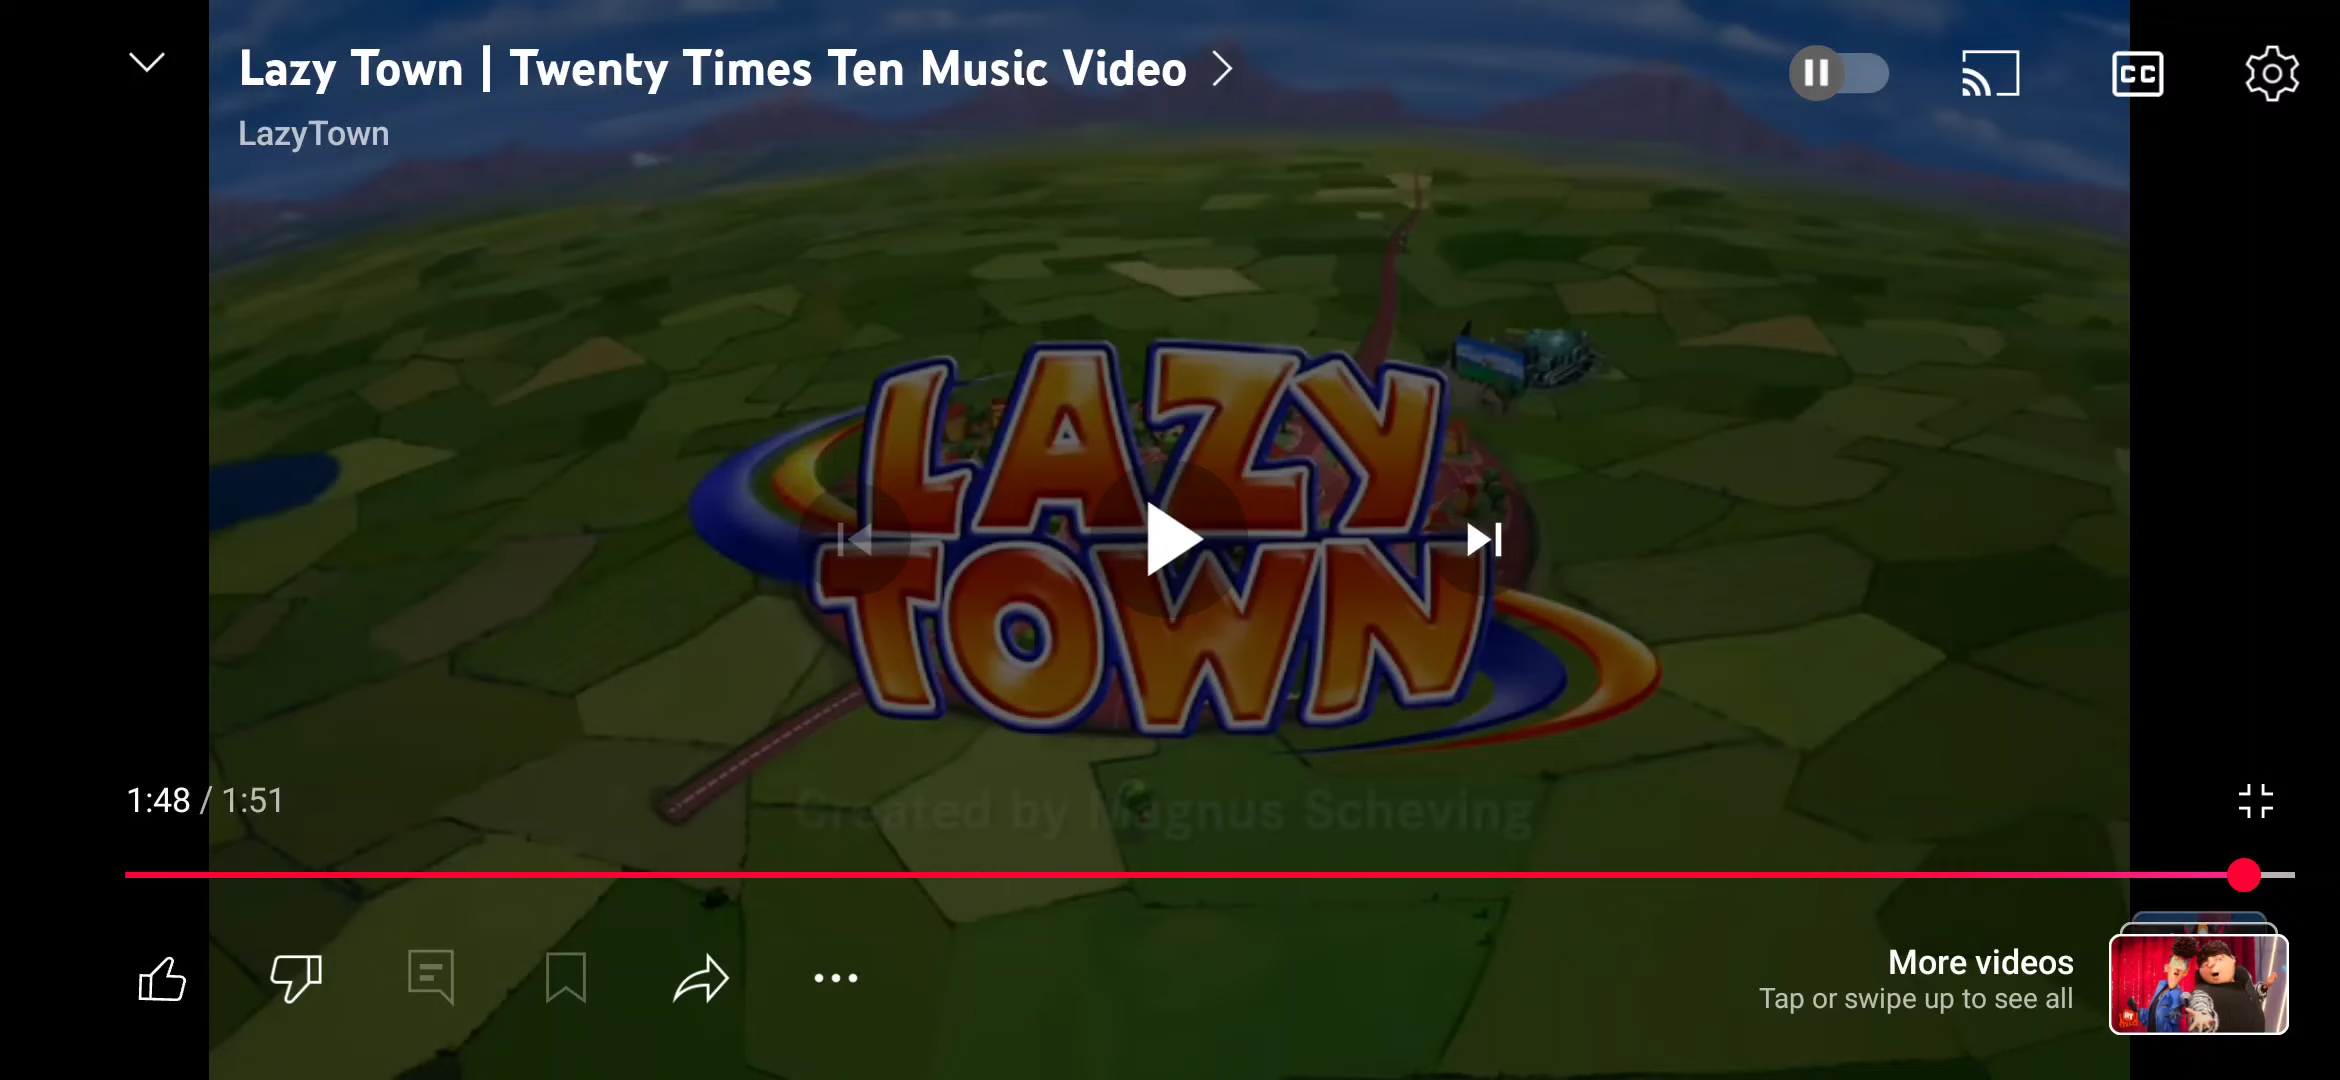 Lazy Town | Twenty Times Ten Music Video
LazyTown
CC
LAZY
TOWN
1:48 / 1:51
Created by Magnus Scheving
More videos
Tap or swipe up to see all